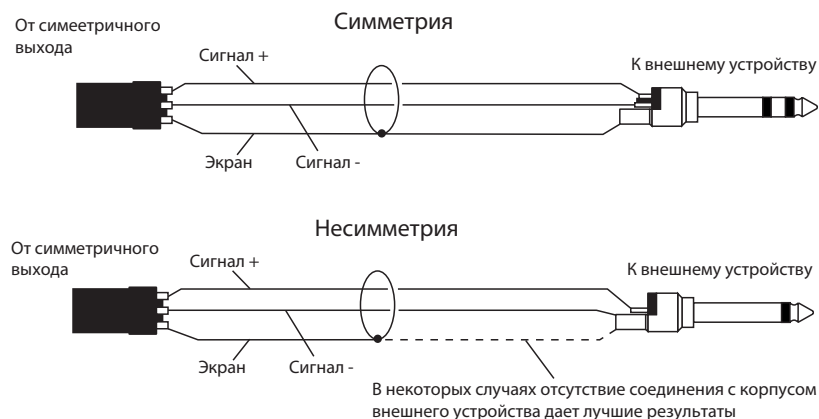 Симметрия
От симеетричного
выхода
Сигнал +
К внешнему устройству
Экран
Сигнал -
Несимметрия
От симметричного
выхода
Сигнал +
К внешнему устройству
Экран
Сигнал -
В некоторых случаях отсутствие соединения с корпусом
внешнего устройства дает лучшие результаты